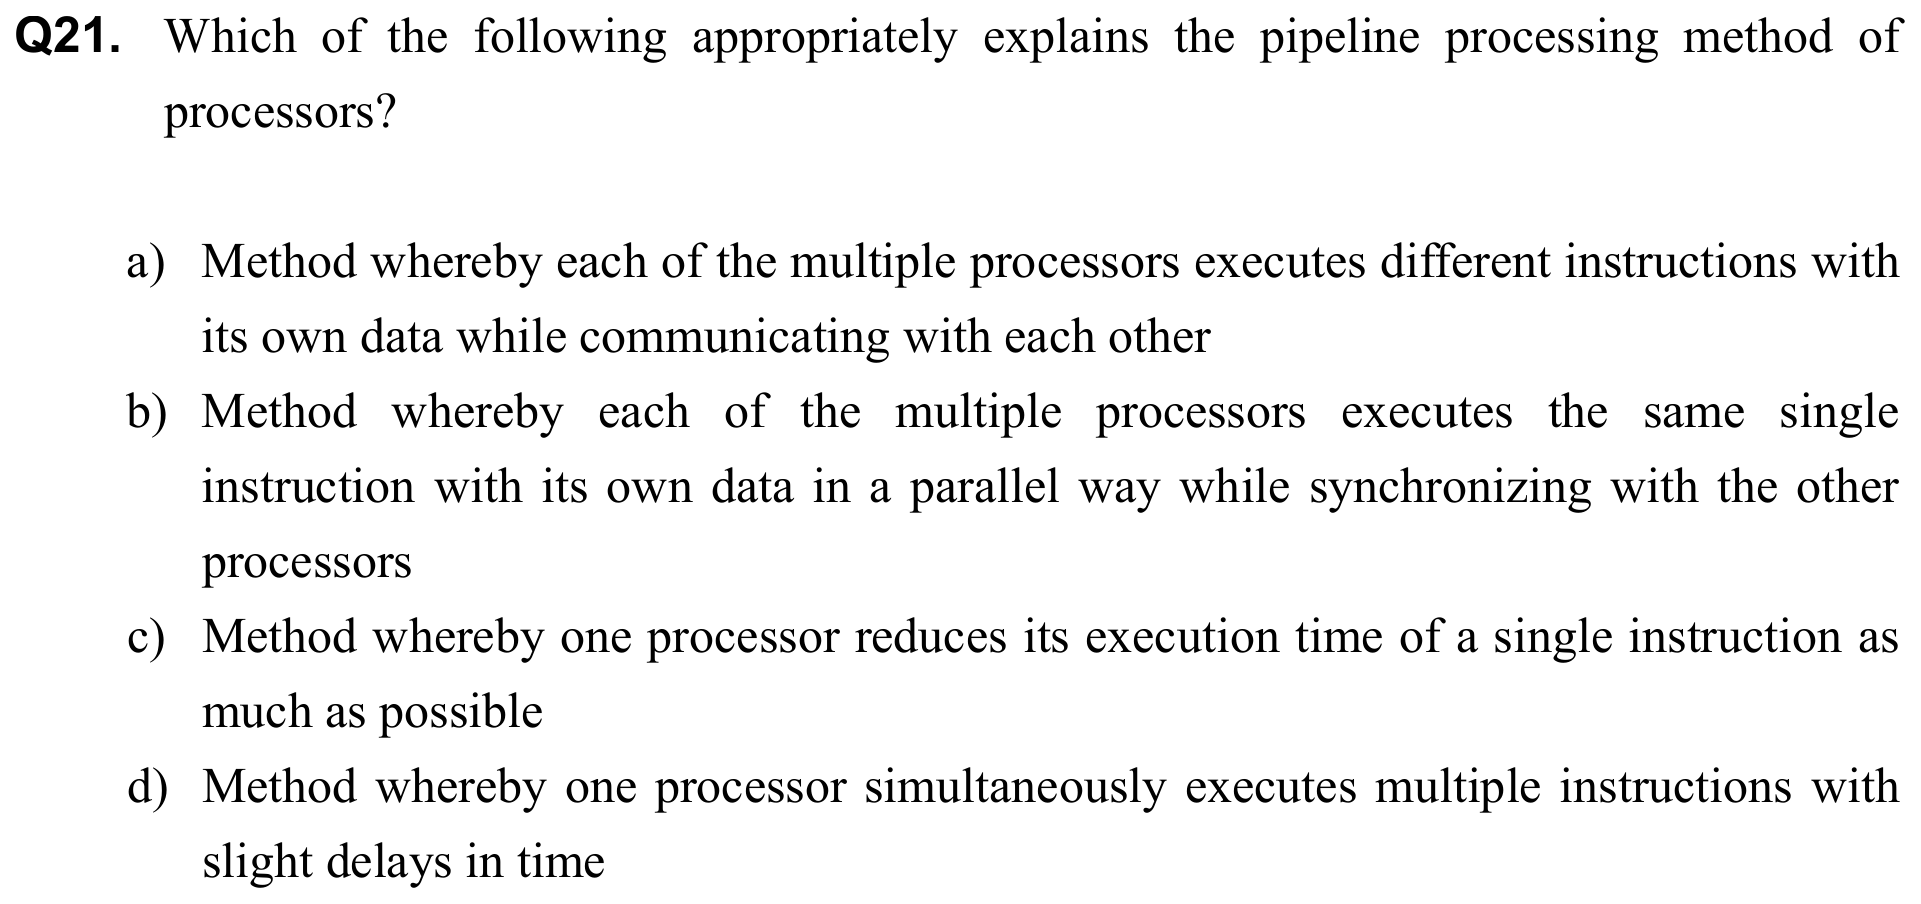 Q21. Which of the following appropriately explains the pipeline processing method of
processors?
a) Method whereby each of the multiple processors executes different instructions with
its own data while communicating with each other
b) Method whereby each of the multiple processors executes the same single
instruction with its own data in a parallel way while synchronizing with the other
processors
c) Method whereby one processor reduces its execution time of a single instruction as
much as possible
d) Method whereby one processor simultaneously executes multiple instructions with
slight delays in time